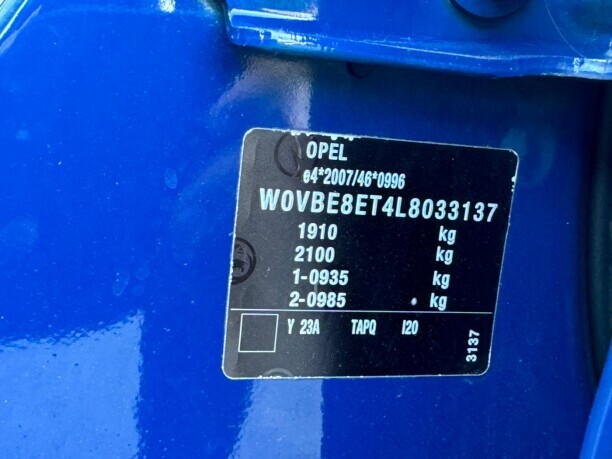 OPEL
e4*2007/46*0996
W0VBE8ET4L8033137
1910 kg
2100 kg
1-0935 kg
2-0985 kg
Y 23A TAPQ I20
3137